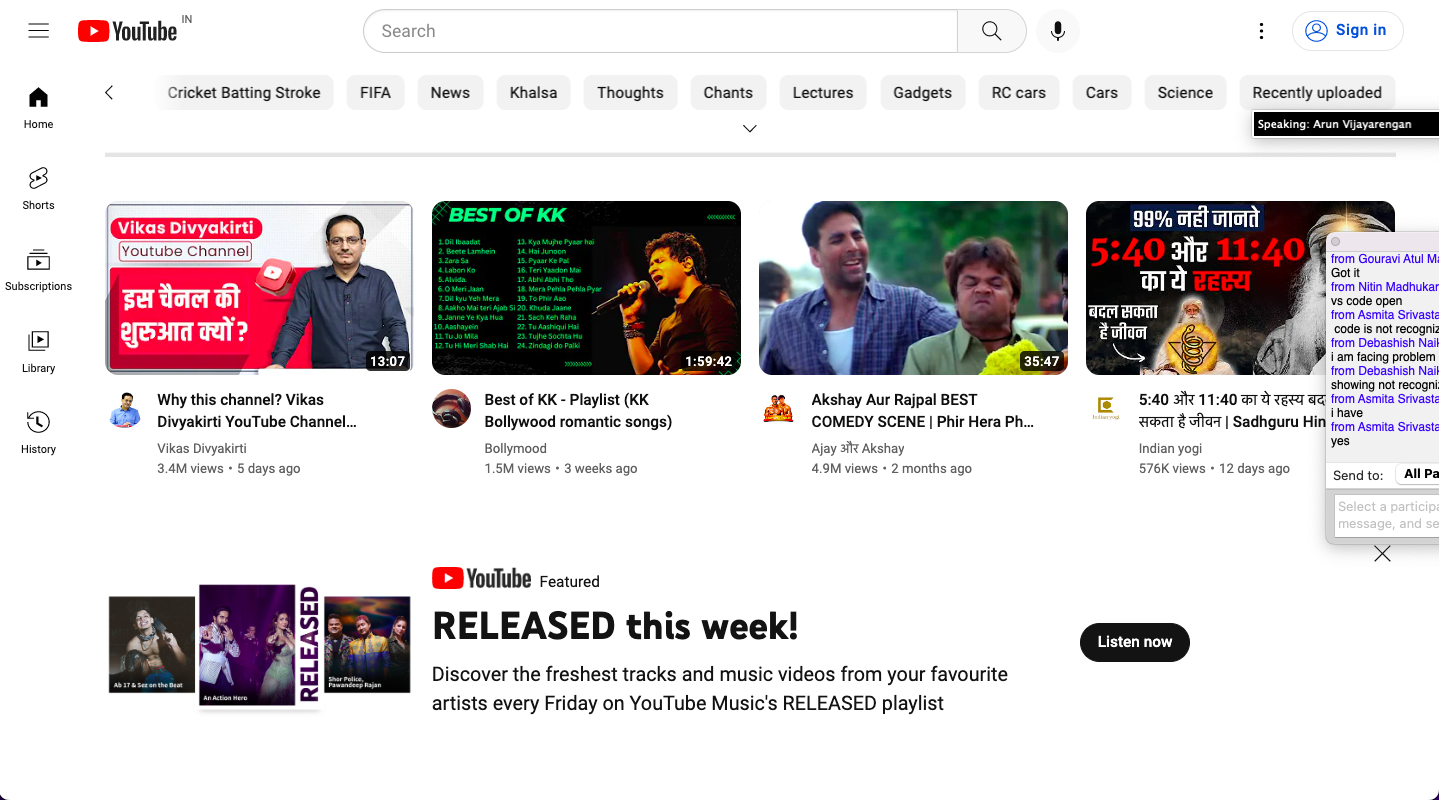 YouTube IN
Search
Sign in
Cricket Batting Stroke FIFA News Khalsa Thoughts Chants Lectures Gadgets RC cars Cars Science Recently uploaded
Speaking: Arun Vijayarengan
Home
Shorts
Subscriptions
Library
History
Vikas Divyakirti
Youtube Channel
इस चैनल की
शुरुआत क्यों ?
13:07
Why this channel? Vikas
Divyakirti YouTube Channel…
Vikas Divyakirti
3.4M views • 5 days ago
BEST OF KK
1. Dil Ibaadat
2. Beete Lamhein
3. Zara Sa
4. Labon Ko
5. Alvida
6. O Meri Jaan
7. Dil kyu Yeh Mera
8. Aakho Mai teri Ajab Si
9. Janne Ye Kya Hua
10. Aashayein
11. Tu Jo Mila
12. Tu Hi Meri Shab Hai
13. Kya Mujhe Pyaar hai
14. Hai Junoon
15. Pyaar Ke Pal
16. Teri Yaadon Mai
17. Abhi Abhi Tho
18. Mera Pehla Pehla Pyer
19. To Phir Aao
20. Khuda Jaane
21. Sach Keh Raha
22. Tu Aashiqui Hai
23. Tujhe Sochta Hu
24. Zindagi do Palki
1:59:42
Best of KK - Playlist (KK
Bollywood romantic songs)
Bollymood
1.5M views • 3 weeks ago
35:47
Akshay Aur Rajpal BEST
COMEDY SCENE | Phir Hera Ph…
Ajay और Akshay
4.9M views • 2 months ago
99% नही जानते
5:40 और 11:40
का ये रहस्य
बदल सकता
है जीवन
Indian yogi
5:40 और 11:40 का ये रहस्य बद
सकता है जीवन | Sadhguru Hin
Indian yogi
576K views • 12 days ago
from Gouravi Atul Ma
Got it
from Nitin Madhukar
vs code open
from Asmita Srivasta
code is not recogniz
from Debashish Naik
i am facing problem
from Debashish Naik
showing not recogniz
from Asmita Srivasta
i have
from Asmita Srivasta
yes
Send to: All Pa
Select a participa
message, and se
Ab 17 & Sez on the Beat
An Action Hero
RELEASED
Shor Police,
Pawandeep Rajan
YouTube Featured
RELEASED this week!
Discover the freshest tracks and music videos from your favourite
artists every Friday on YouTube Music's RELEASED playlist
Listen now